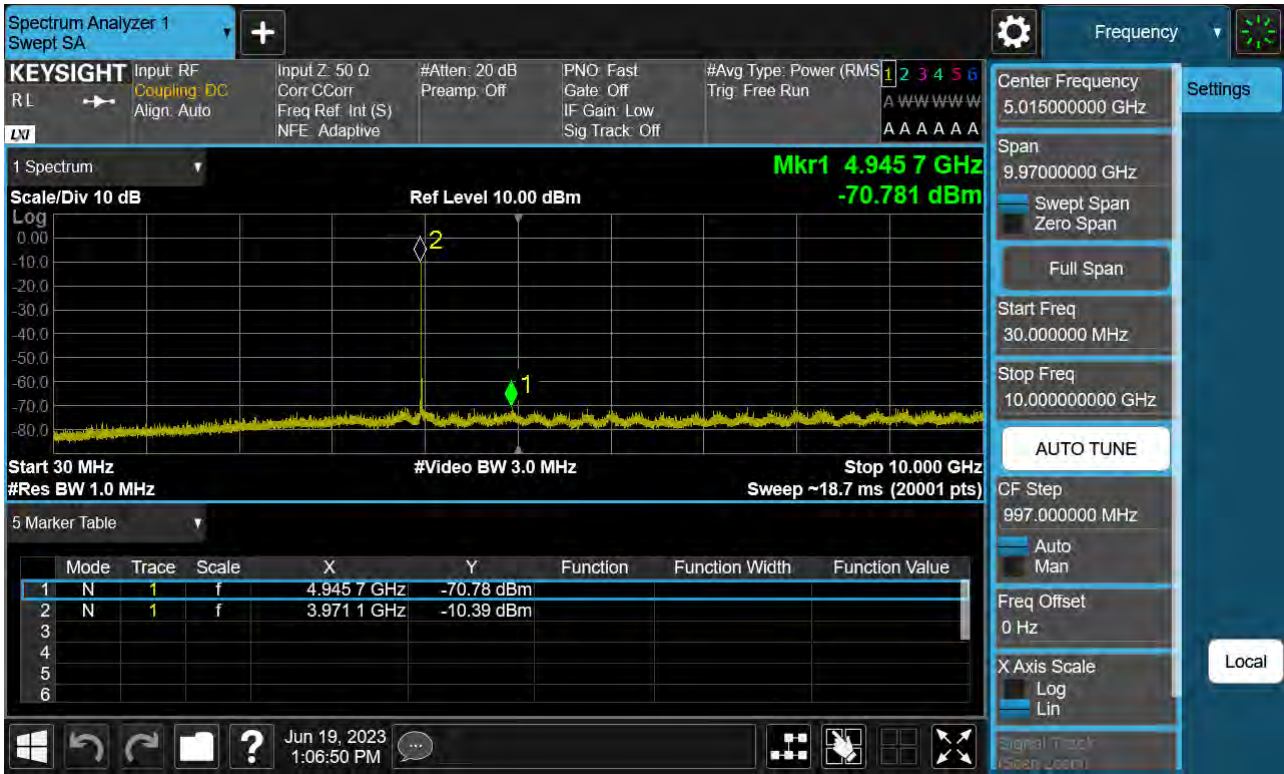 Spectrum Analyzer 1
Swept SA
+
Frequency
KEYSIGHT
RL
LXI
Input: RF
Coupling: DC
Align: Auto
Input Z: 50 Ω
Corr CCorr
Freq Ref: Int (S)
NFE: Adaptive
#Atten: 20 dB
Preamp: Off
PNO: Fast
Gate: Off
IF Gain: Low
Sig Track: Off
#Avg Type: Power (RMS
Trig: Free Run
1 2 3 4 5 6
A W W W W W
A A A A A A
1 Spectrum
Mkr1 4.945 7 GHz
-70.781 dBm
Scale/Div 10 dB
Ref Level 10.00 dBm
Log
0.00
-10.0
-20.0
-30.0
-40.0
-50.0
-60.0
-70.0
-80.0
2
1
Start 30 MHz
#Video BW 3.0 MHz
Stop 10.000 GHz
#Res BW 1.0 MHz
Sweep ~18.7 ms (20001 pts)
5 Marker Table
Mode Trace Scale X Y Function Function Width Function Value
1 N 1 f 4.945 7 GHz -70.78 dBm
2 N 1 f 3.971 1 GHz -10.39 dBm
3
4
5
6
Jun 19, 2023
1:06:50 PM
?
Center Frequency
5.015000000 GHz
Settings
Span
9.97000000 GHz
Swept Span
Zero Span
Full Span
Start Freq
30.000000 MHz
Stop Freq
10.000000000 GHz
AUTO TUNE
CF Step
997.000000 MHz
Auto
Man
Freq Offset
0 Hz
X Axis Scale
Log
Lin
Local
Signal Track
(Span Zoom)